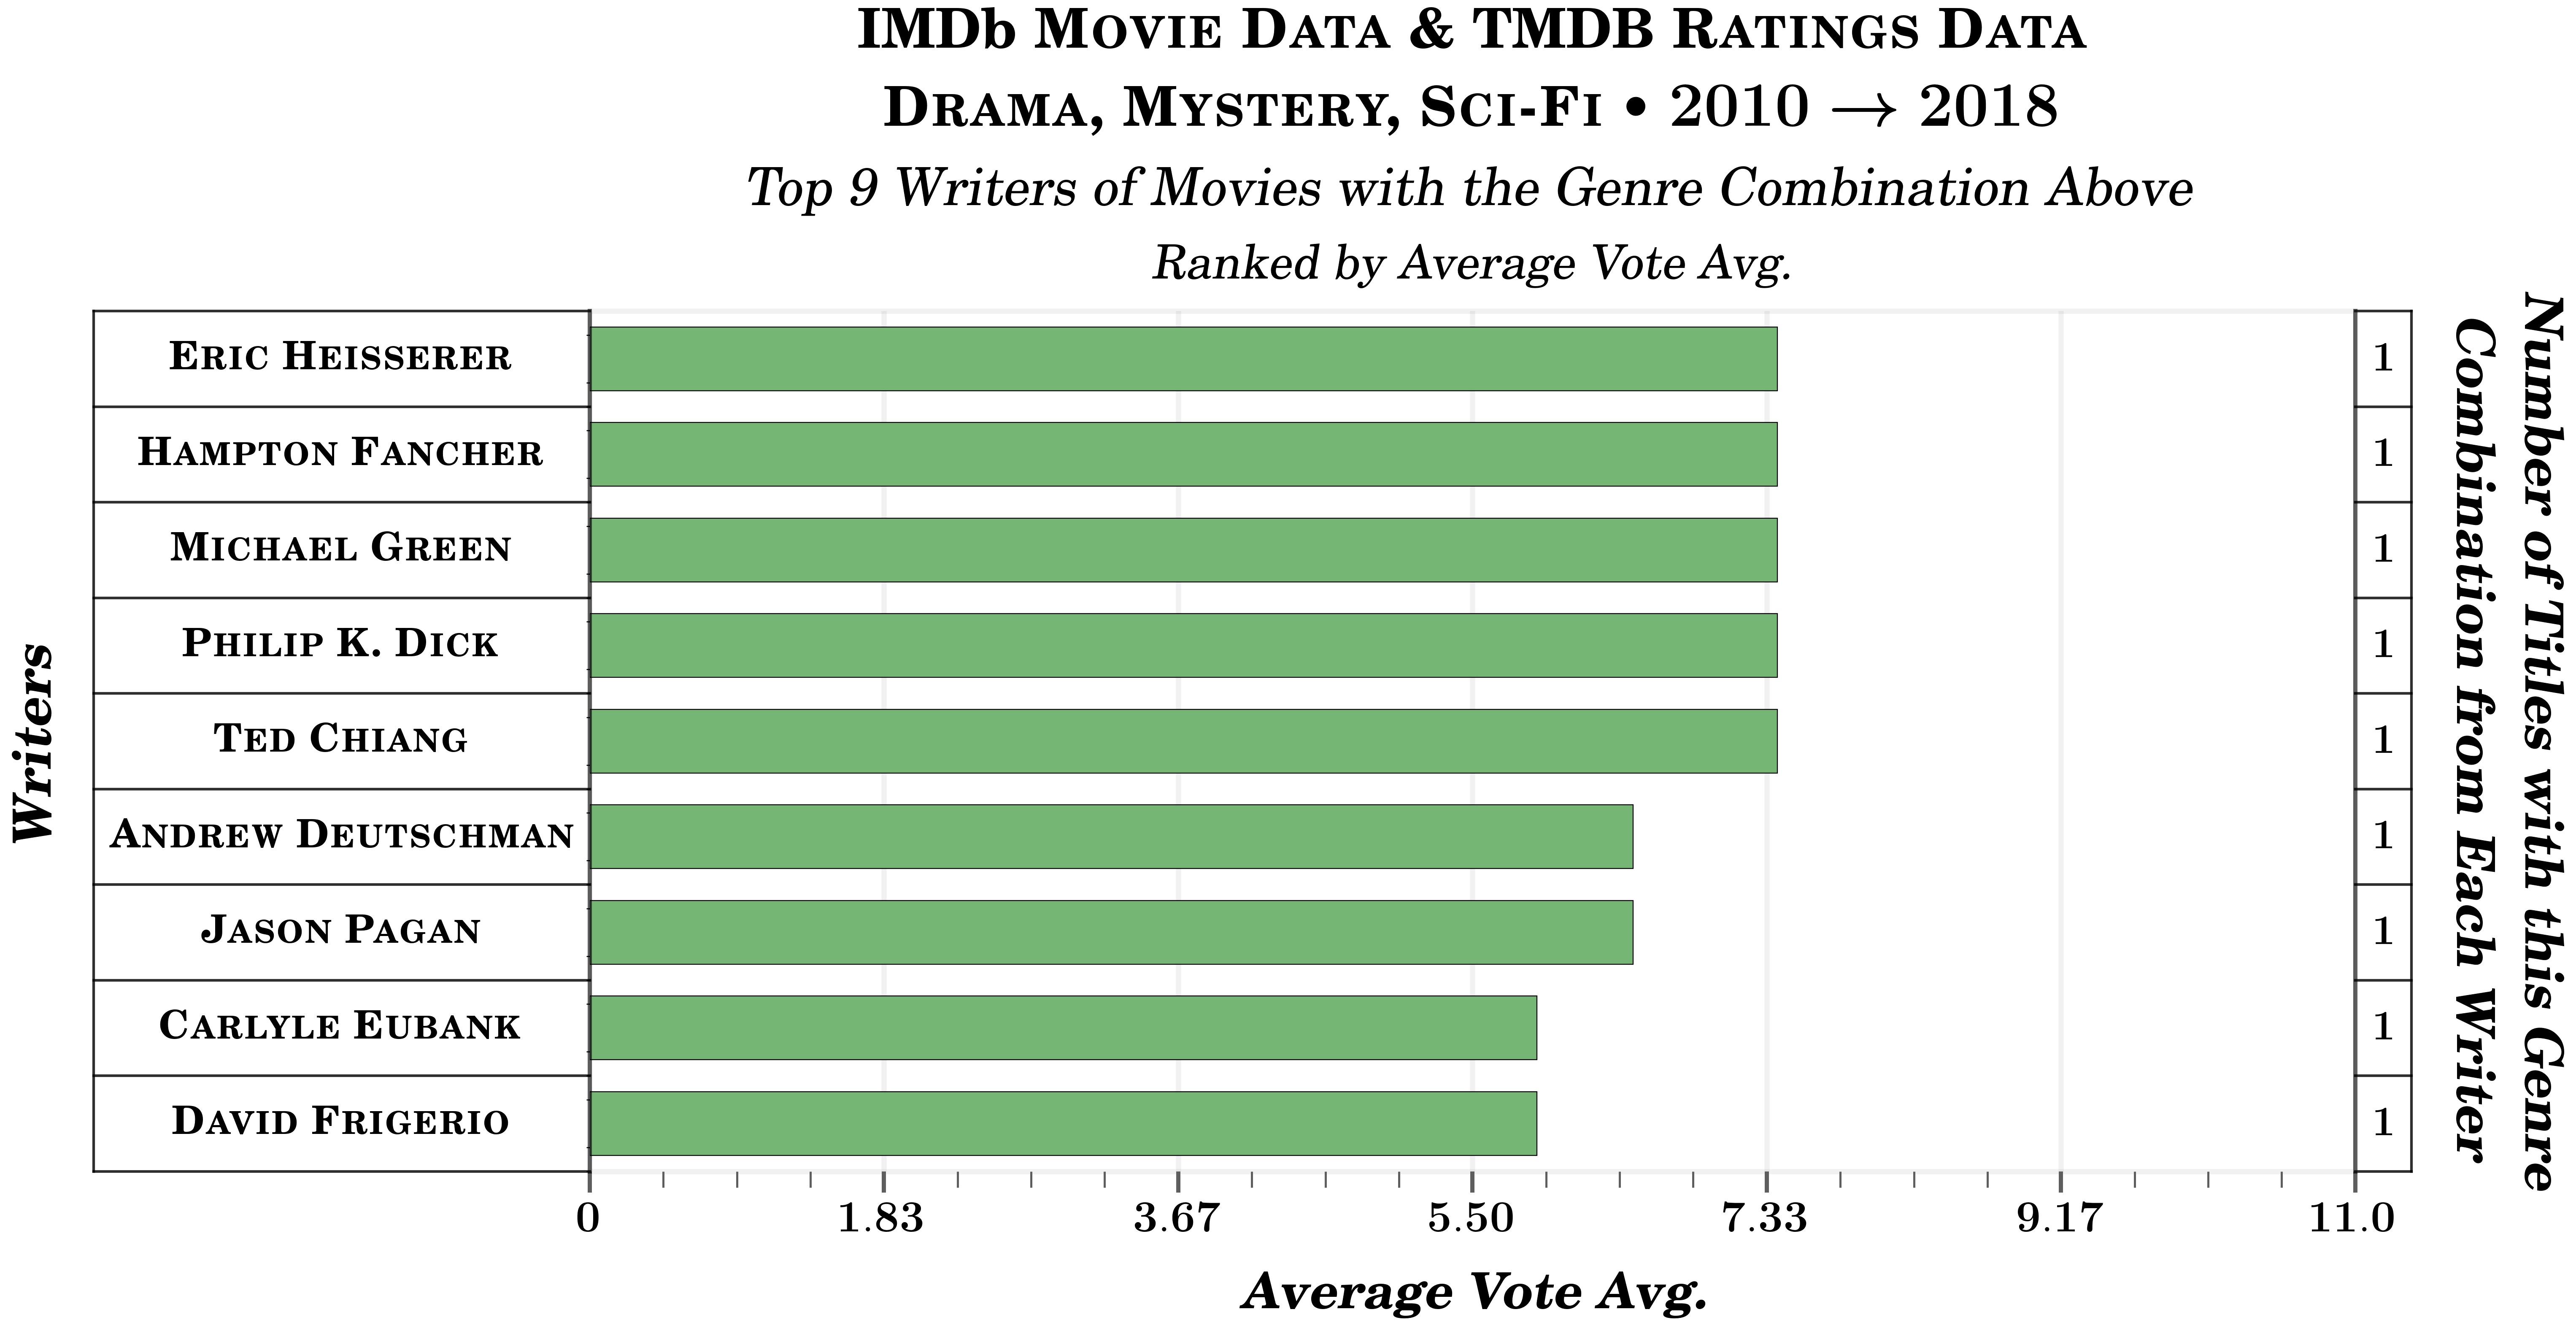 IMDb Movie Data & TMDB Ratings Data
Drama, Mystery, Sci-Fi • 2010 → 2018
Top 9 Writers of Movies with the Genre Combination Above
Ranked by Average Vote Avg.
Writers
Eric Heisserer 1
Hampton Fancher 1
Michael Green 1
Philip K. Dick 1
Ted Chiang 1
Andrew Deutschman 1
Jason Pagan 1
Carlyle Eubank 1
David Frigerio 1
Number of Titles with this Genre
Combination from Each Writer
0 1.83 3.67 5.50 7.33 9.17 11.0
Average Vote Avg.